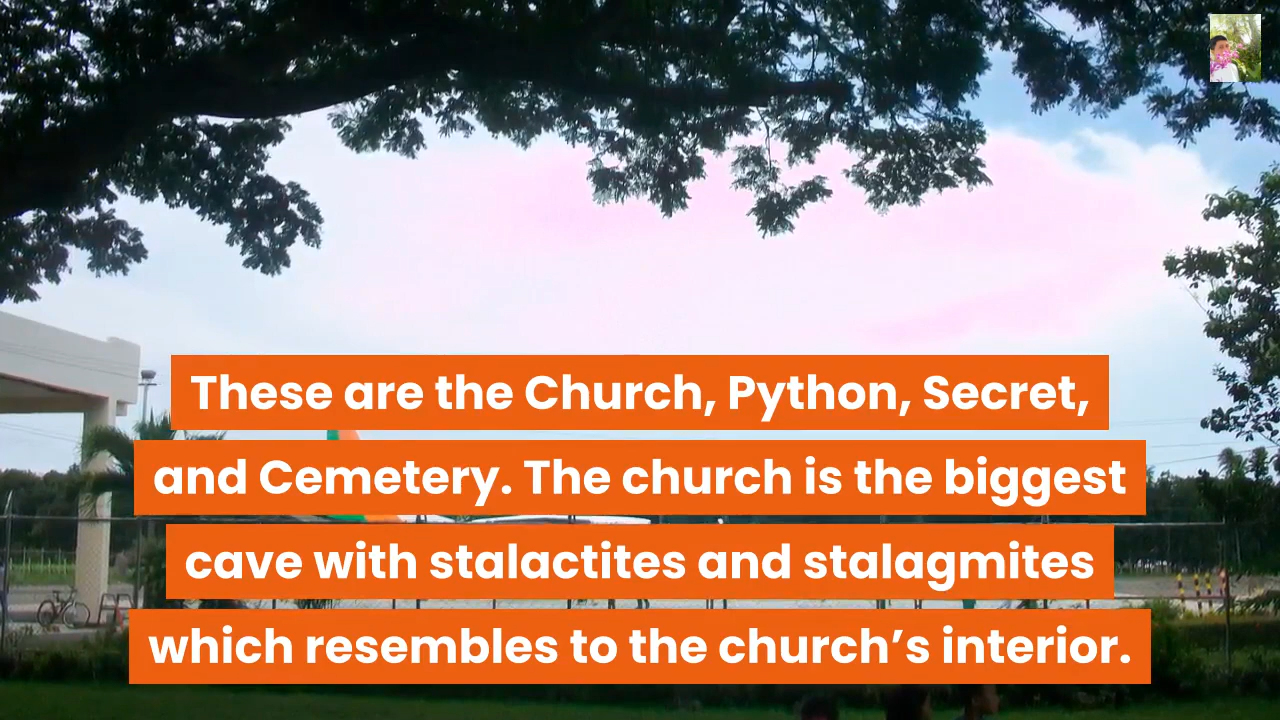 These are the Church, Python, Secret,
and Cemetery. The church is the biggest
cave with stalactites and stalagmites
which resembles to the church’s interior.